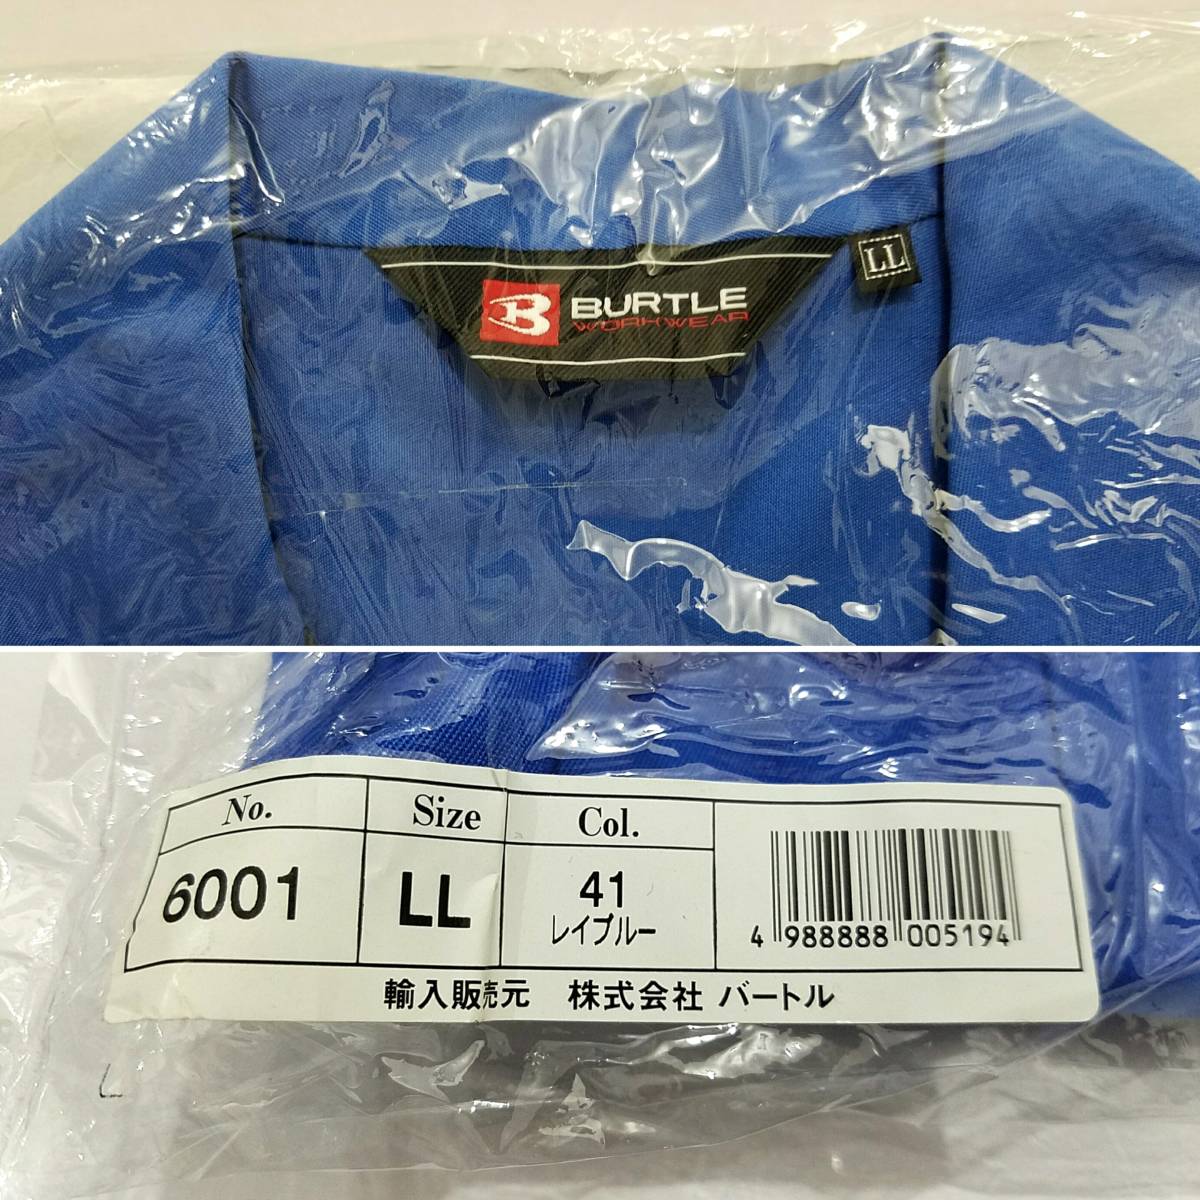 B BURTLE
WORKWEAR
LL
No. Size Col.
6001 LL 41
レイブルー
4 988888 005194
輸入販売元 株式会社 バートル